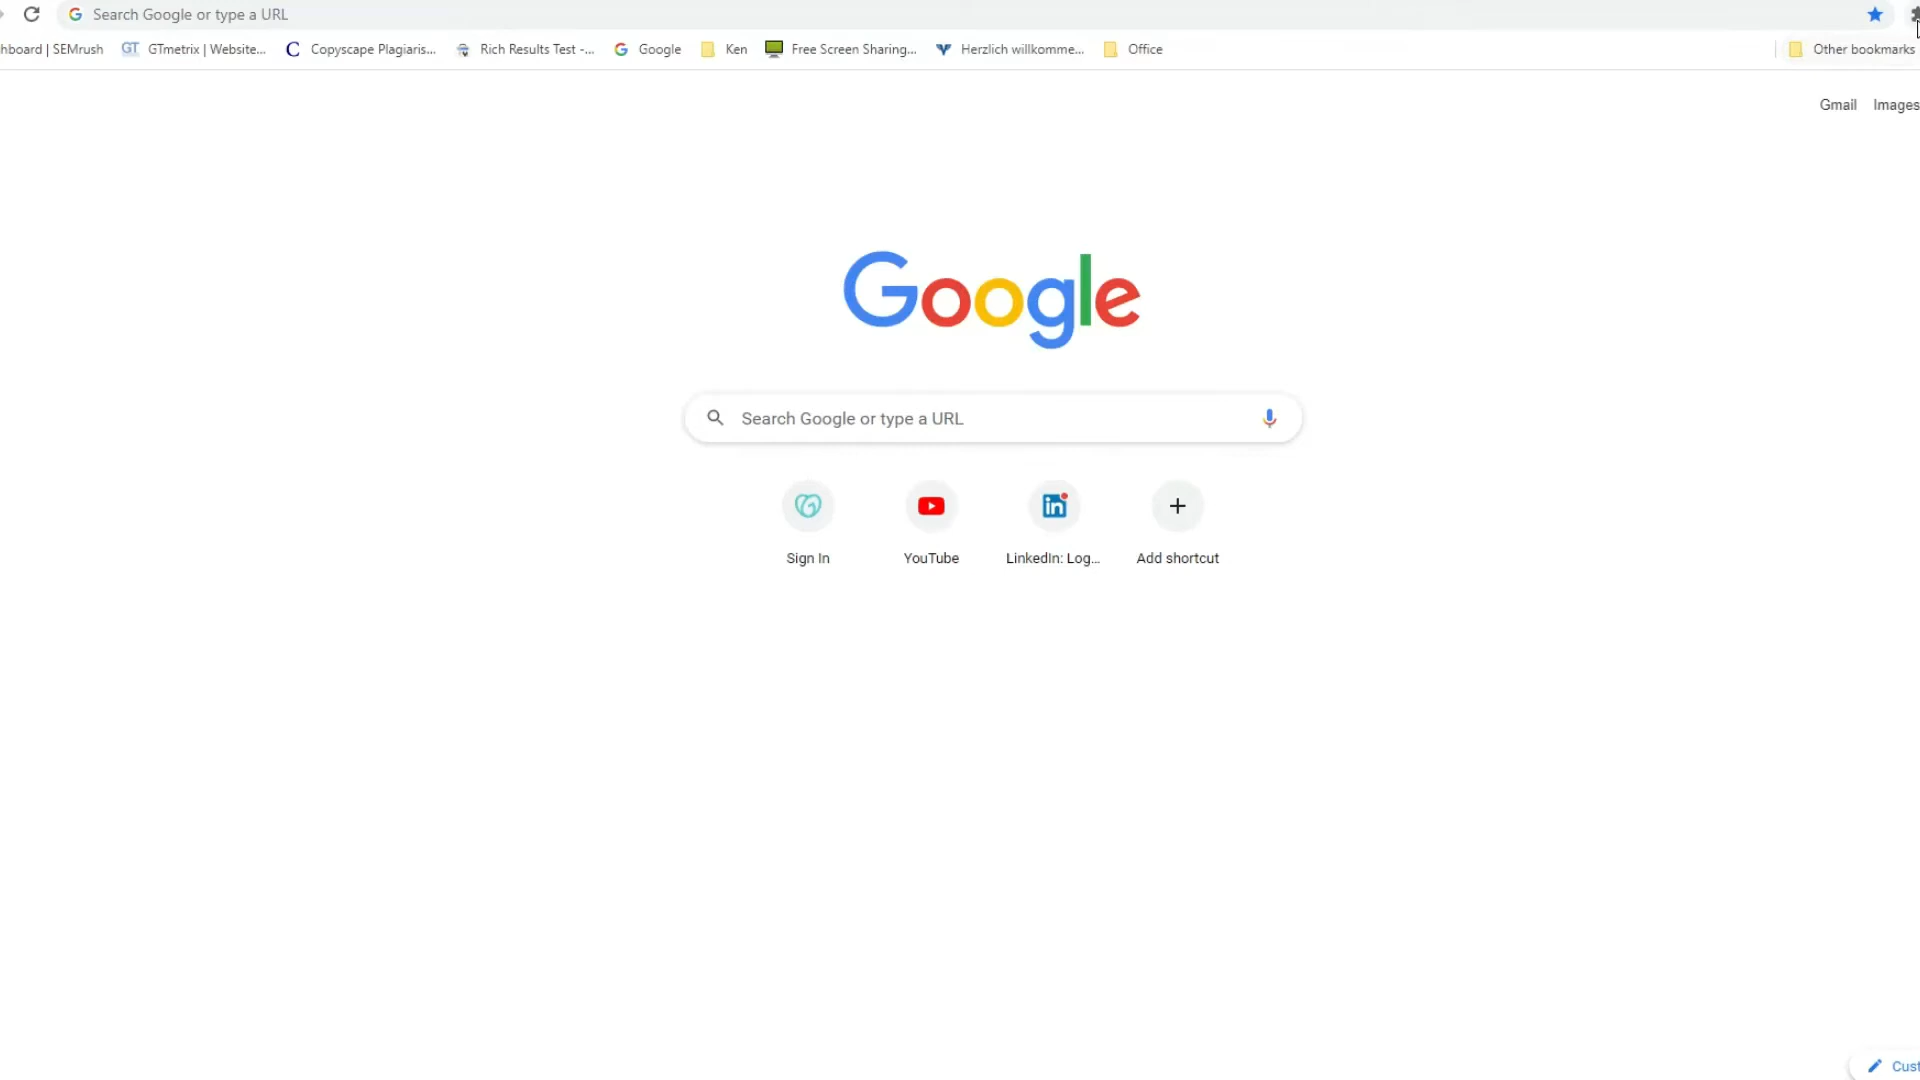 Search Google or type a URL
hboard | SEMrush GT GTmetrix | Website... C Copyscape Plagiaris... Rich Results Test -... G Google Ken Free Screen Sharing... Herzlich willkomme... Office Other bookmarks
Gmail Images
Google
Search Google or type a URL
in
Sign In YouTube LinkedIn: Log... Add shortcut
Cust